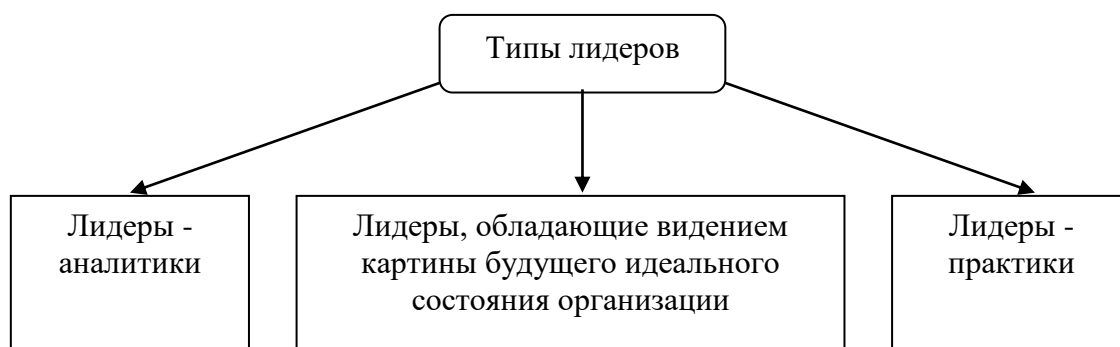 Типы лидеров
Лидеры -
аналитики
Лидеры, обладающие видением
картины будущего идеального
состояния организации
Лидеры -
практики